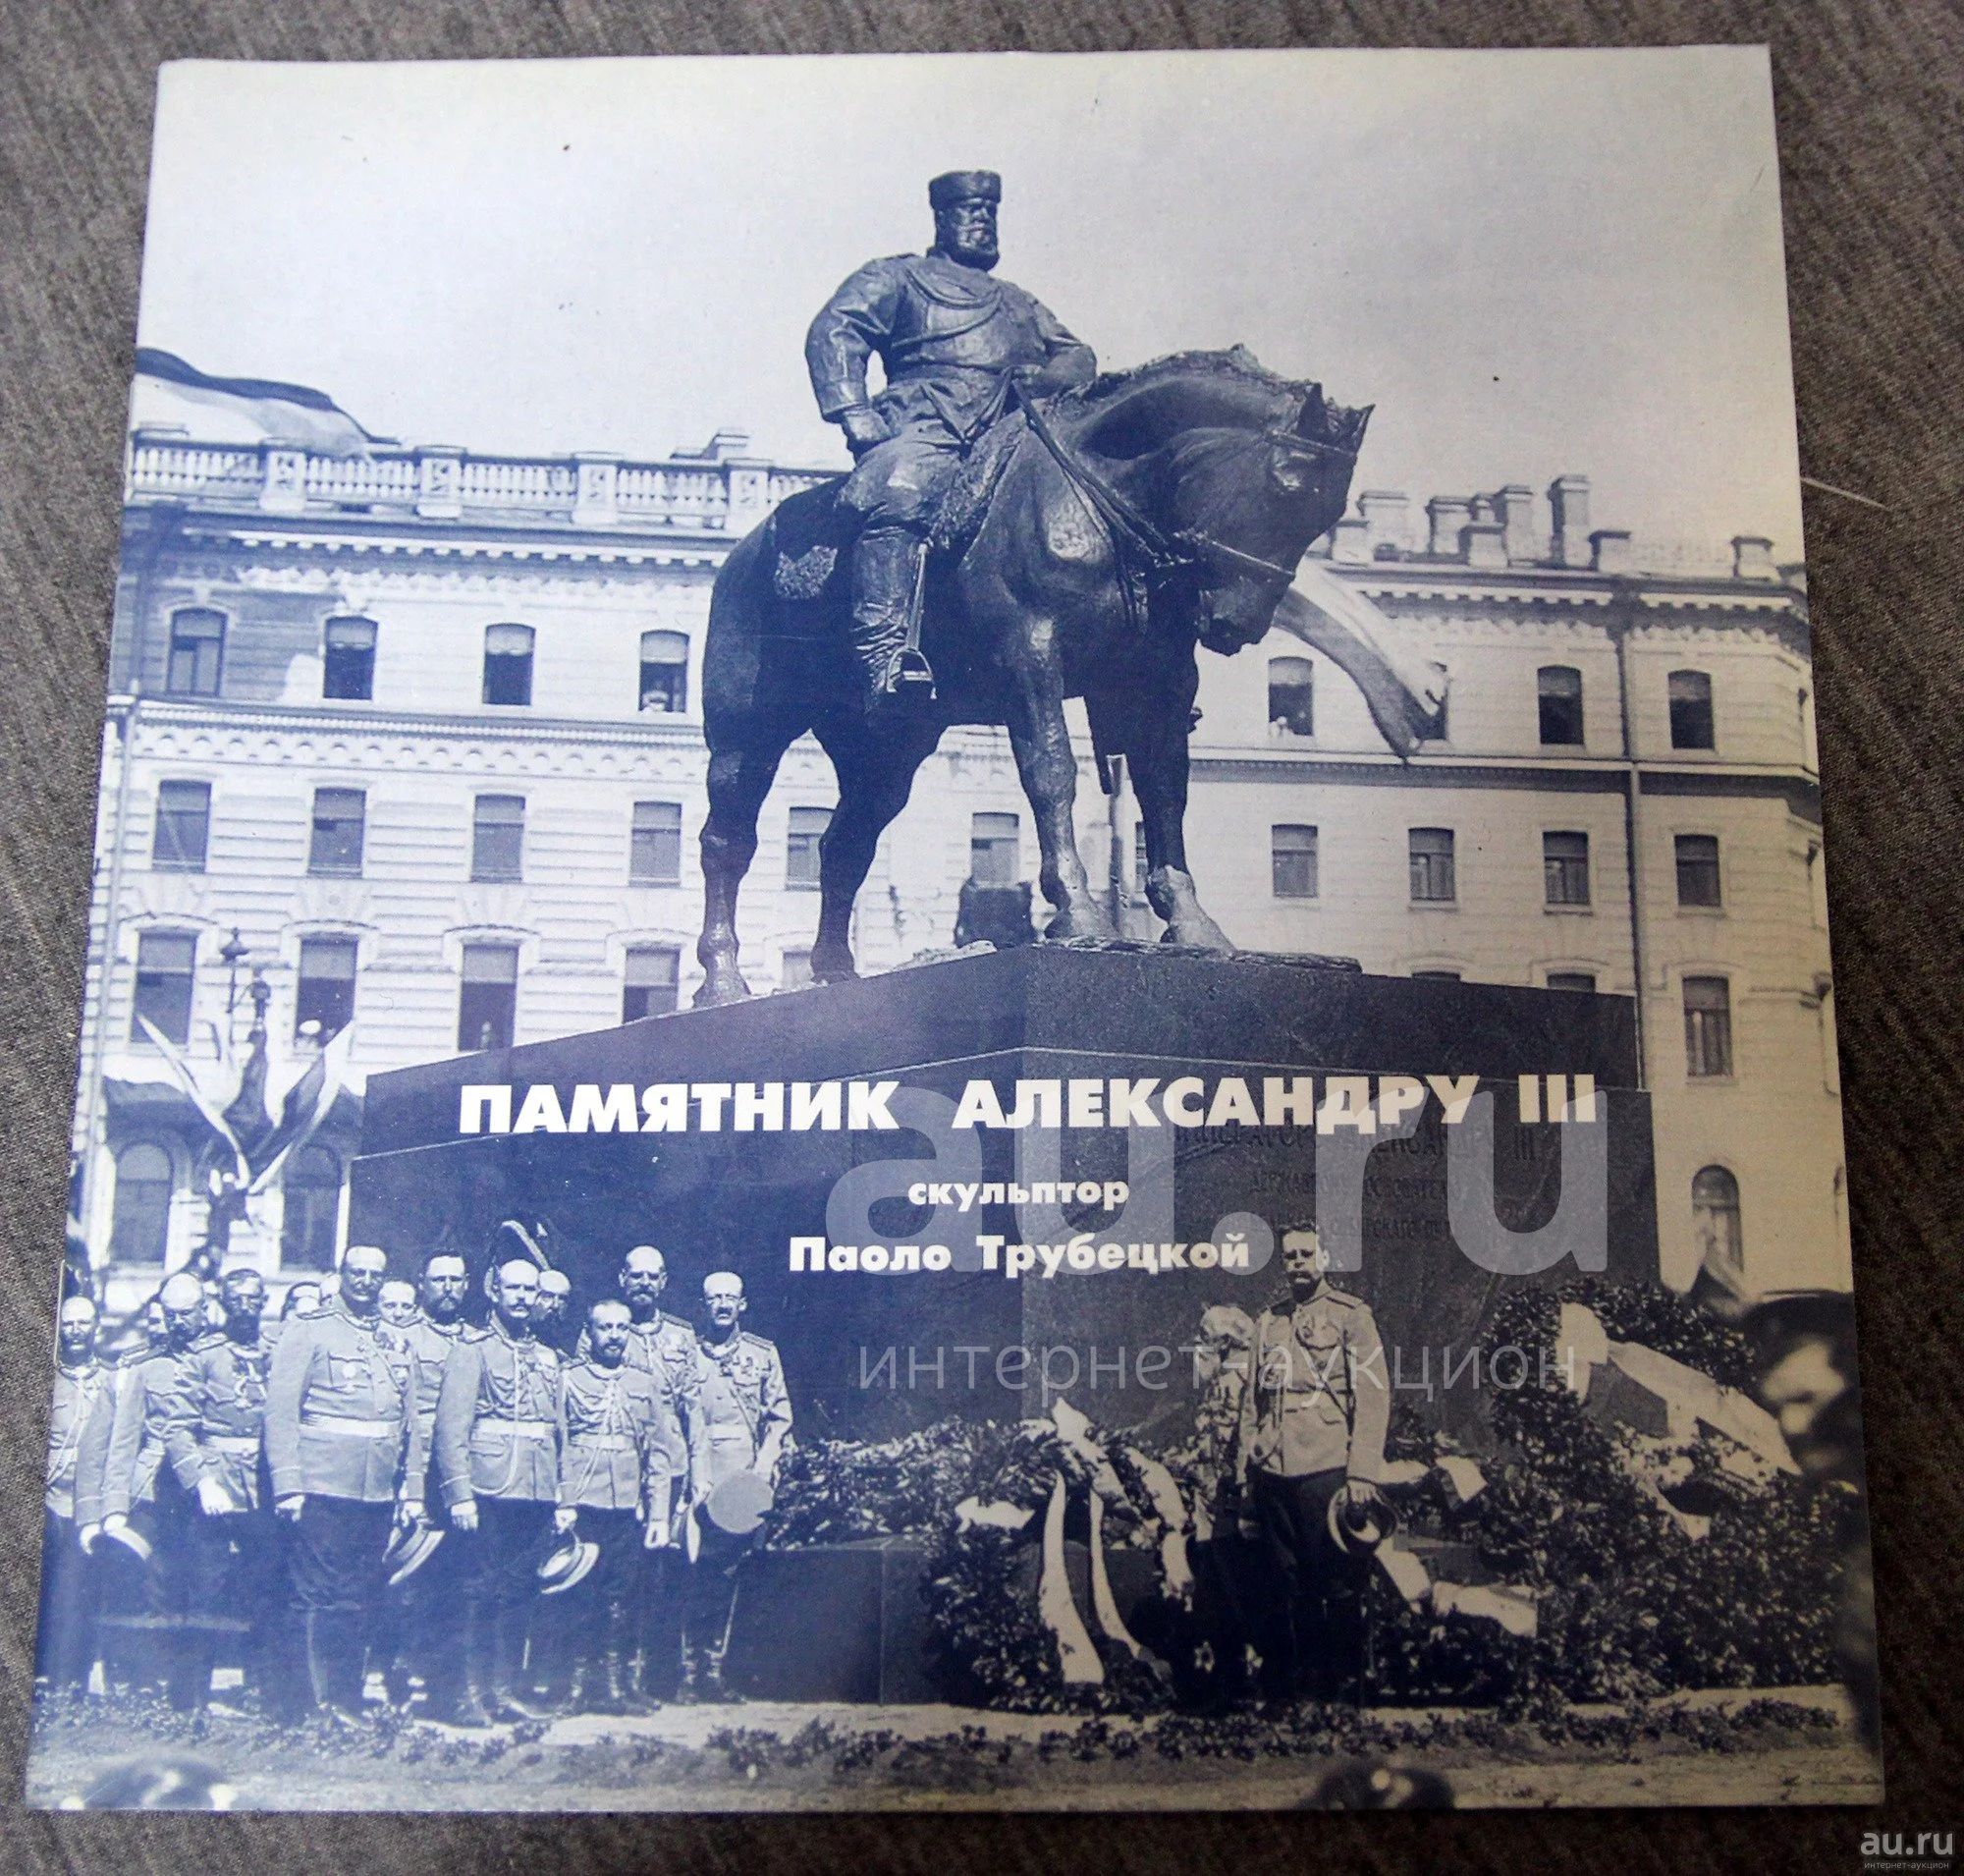 ПАМЯТНИК АЛЕКСАНДРУ III
скульптор
Паоло Трубецкой
au.ru
интернет-аукцион
au.ru
интернет-аукцион